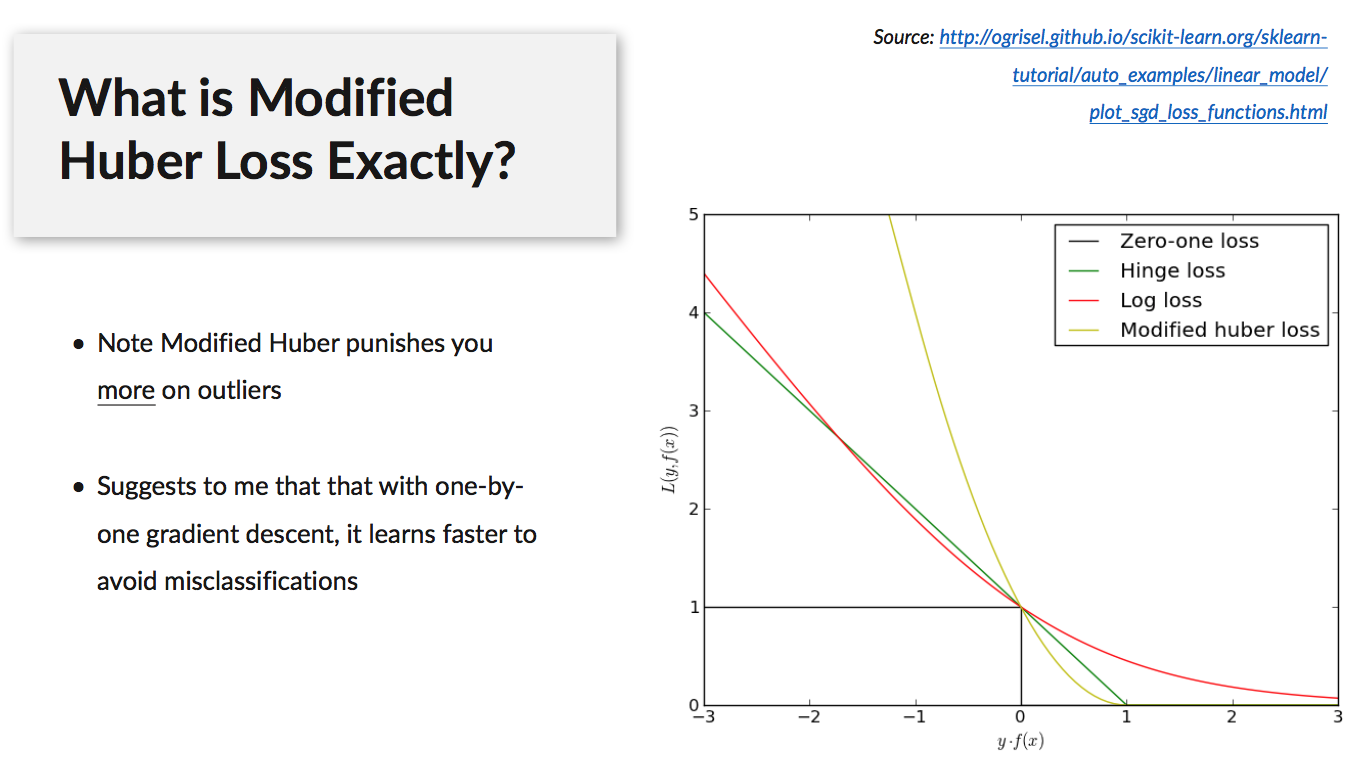 What is Modified
Huber Loss Exactly?
Source: http://ogrisel.github.io/scikit-learn.org/sklearn-
tutorial/auto_examples/linear_model/
plot_sgd_loss_functions.html
• Note Modified Huber punishes you
more on outliers
• Suggests to me that that with one-by-
one gradient descent, it learns faster to
avoid misclassifications
Zero-one loss
Hinge loss
Log loss
Modified huber loss
5
4
3
2
1
0
L(y, f(x))
−3 −2 −1 0 1 2 3
y·f(x)